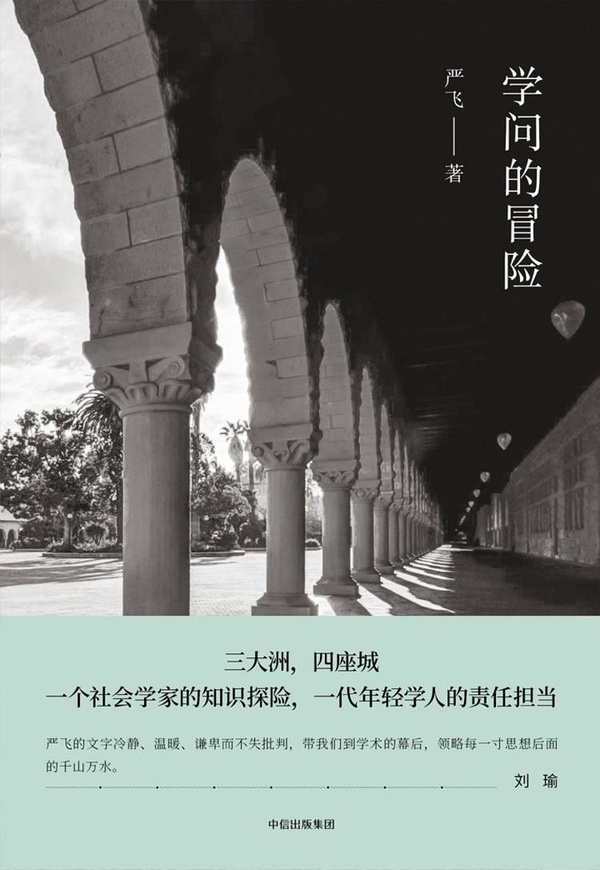 学问的冒险
严飞——著
三大洲，四座城
一个社会学家的知识探险，一代年轻学人的责任担当
严飞的文字冷静、温暖、谦卑而不失批判，带我们到学术的幕后，领略每一寸思想后面
的千山万水。
刘 瑜
中信出版集团